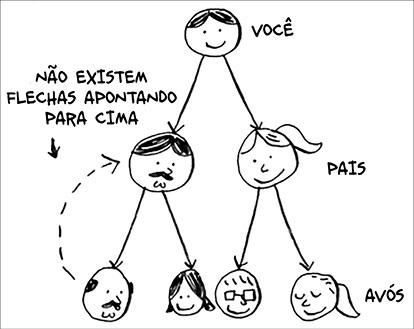 VOCÊ
NÃO EXISTEM
FLECHAS APONTANDO
PARA CIMA
PAIS
AVÓS